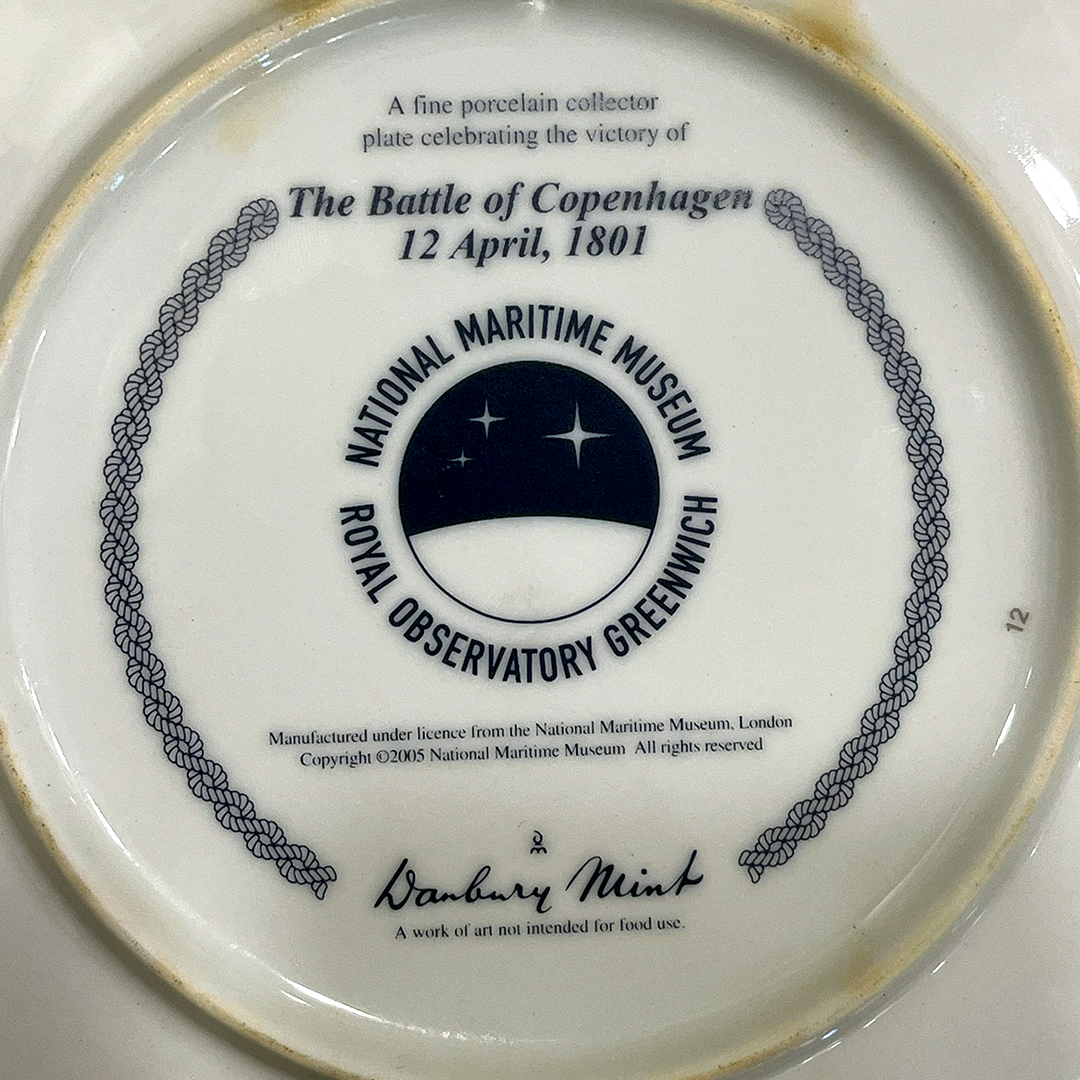 A fine porcelain collector
plate celebrating the victory of
The Battle of Copenhagen
12 April, 1801
NATIONAL MARITIME MUSEUM
ROYAL OBSERVATORY GREENWICH
12
Manufactured under licence from the National Maritime Museum, London
Copyright ©2005 National Maritime Museum All rights reserved
Danbury Mint
A work of art not intended for food use.